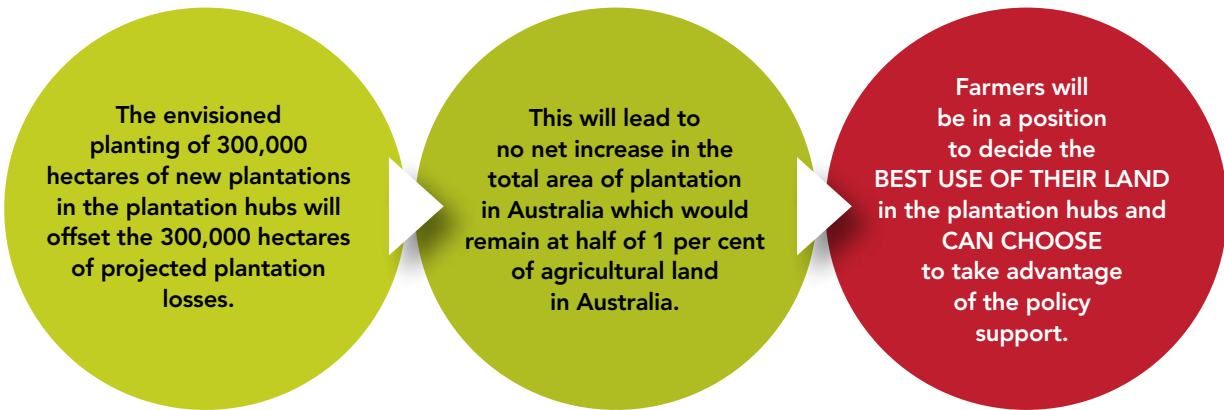 The envisioned
planting of 300,000
hectares of new plantations
in the plantation hubs will
offset the 300,000 hectares
of projected plantation
losses.
This will lead to
no net increase in the
total area of plantation
in Australia which would
remain at half of 1 per cent
of agricultural land
in Australia.
Farmers will
be in a position
to decide the
BEST USE OF THEIR LAND
in the plantation hubs and
CAN CHOOSE
to take advantage
of the policy
support.